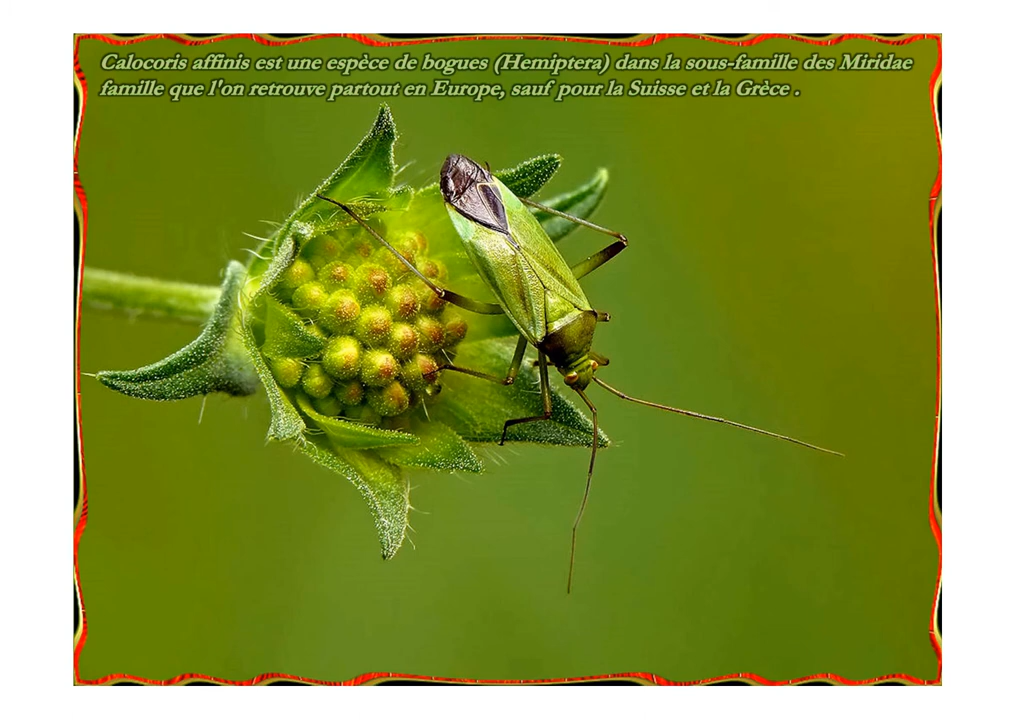 Calocoris affinis est une espèce de bogues (Hemiptera) dans la sous-famille des Miridae
famille que l'on retrouve partout en Europe, sauf pour la Suisse et la Grèce .